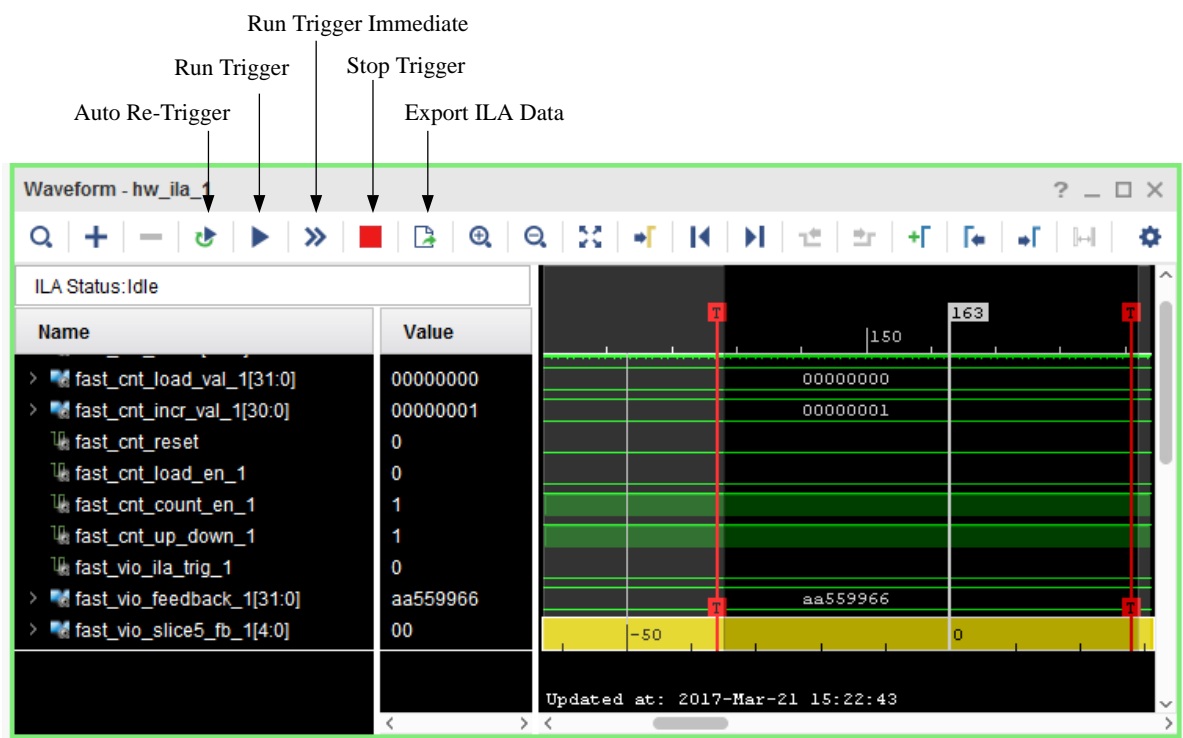 Run Trigger Immediate
Run Trigger
Stop Trigger
Auto Re-Trigger
Export ILA Data
Waveform - hw_ila_1
ILA Status:Idle
Name
Value
T
163
T
150
fast_cnt_load_val_1[31:0]
00000000
00000000
fast_cnt_incr_val_1[30:0]
00000001
00000001
fast_cnt_reset
0
fast_cnt_load_en_1
0
fast_cnt_count_en_1
1
fast_cnt_up_down_1
1
fast_vio_ila_trig_1
0
fast_vio_feedback_1[31:0]
aa559966
aa559966
T
T
fast_vio_slice5_fb_1[4:0]
00
-50
0
Updated at: 2017-Mar-21 15:22:43